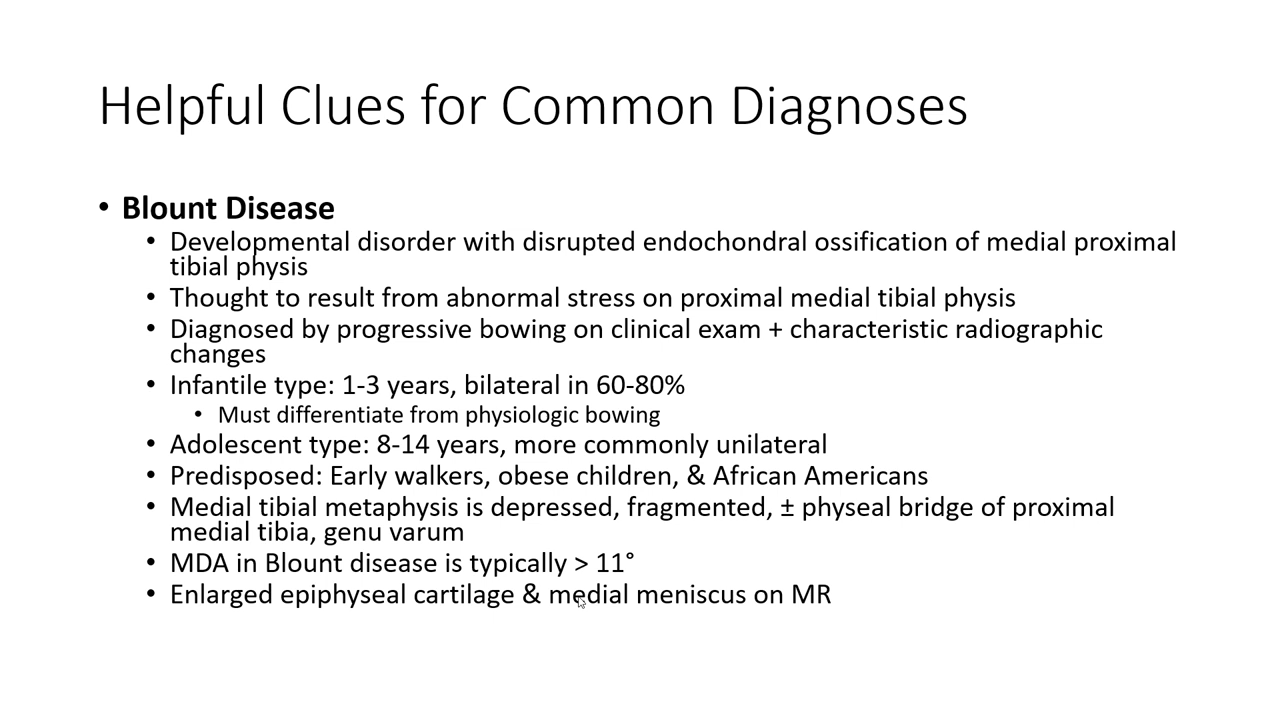 Helpful Clues for Common Diagnoses
• Blount Disease
• Developmental disorder with disrupted endochondral ossification of medial proximal
tibial physis
• Thought to result from abnormal stress on proximal medial tibial physis
• Diagnosed by progressive bowing on clinical exam + characteristic radiographic
changes
• Infantile type: 1-3 years, bilateral in 60-80%
• Must differentiate from physiologic bowing
• Adolescent type: 8-14 years, more commonly unilateral
• Predisposed: Early walkers, obese children, & African Americans
• Medial tibial metaphysis is depressed, fragmented, ± physeal bridge of proximal
medial tibia, genu varum
• MDA in Blount disease is typically > 11°
• Enlarged epiphyseal cartilage & medial meniscus on MR